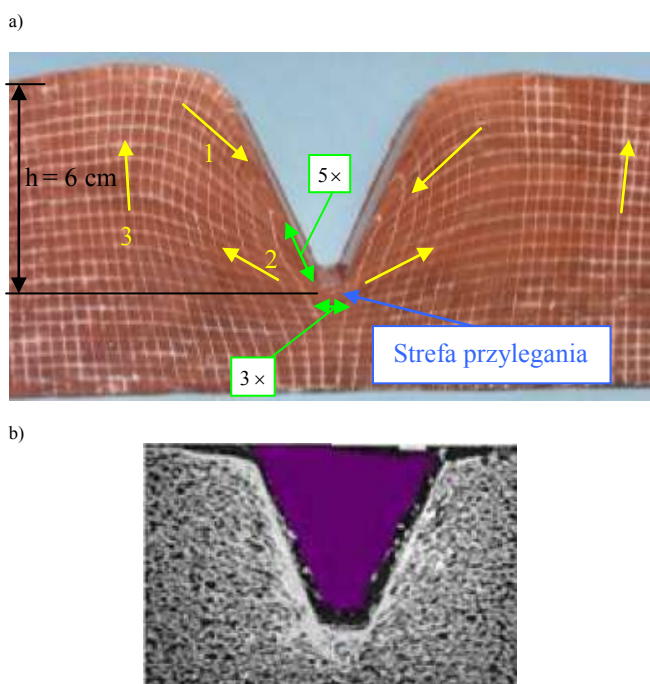 a)
1
5 ×
h = 6 cm
3
2
Strefa przylegania
3 ×
b)